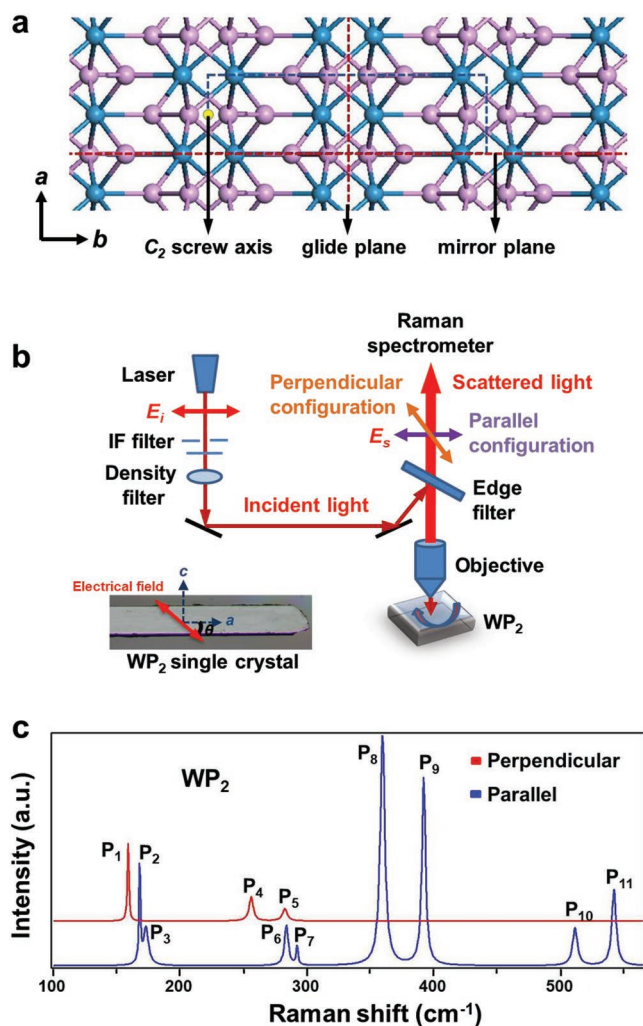 a
a
b
C2 screw axis
glide plane
mirror plane
b
Raman
spectrometer
Laser
Perpendicular
configuration
Scattered light
Ei
Es
Parallel
configuration
IF filter
Density
filter
Incident light
Edge
filter
Objective
Electrical field
c
a
θ
WP2
WP2 single crystal
c
WP2
Perpendicular
Parallel
P1
P2
P3
P4
P5
P6
P7
P8
P9
P10
P11
Intensity (a.u.)
100
200
300
400
500
Raman shift (cm-1)